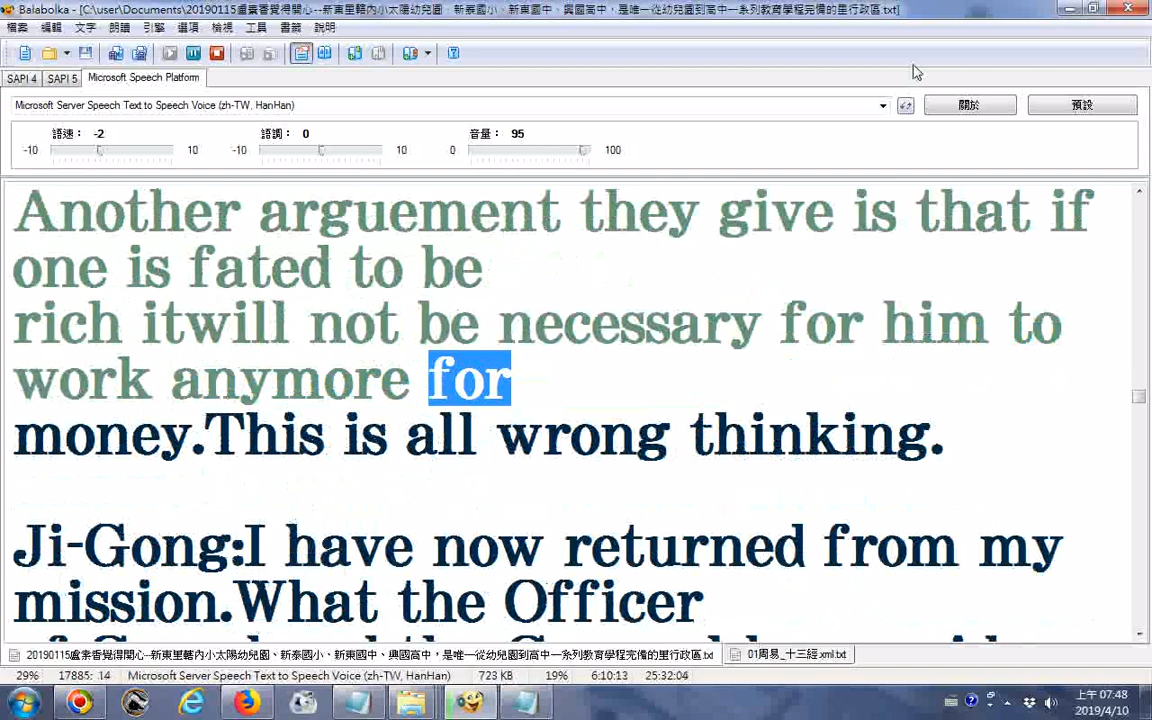 Balabolka - [C:\user\Documents\20190115盧素香覺得開心--新東里轄內小太陽幼兒園、新泰國小、新東國中、興國高中，是唯一從幼兒園到高中一系列教育學程完備的里行政區.txt]
檔案 編輯 文字 朗讀 引擎 選項 檢視 工具 書籤 說明
SAPI 4 SAPI 5 Microsoft Speech Platform
Microsoft Server Speech Text to Speech Voice (zh-TW, HanHan) 關於 預設
語速： -2 語調： 0 音量： 95
-10 10 -10 10 0 100
Another arguement they give is that if
one is fated to be
rich itwill not be necessary for him to
work anymore for
money.This is all wrong thinking.
Ji-Gong:I have now returned from my
mission.What the Officer
20190115盧素香覺得開心--新東里轄內小太陽幼兒園、新泰國小、新東國中、興國高中，是唯一從幼兒園到高中一系列教育學程完備的里行政區.txt 01周易_十三經.xml.txt
29% 17885: 14 Microsoft Server Speech Text to Speech Voice (zh-TW, HanHan) 723 KB 19% 6:10:13 25:32:04
上午 07:48
2019/4/10